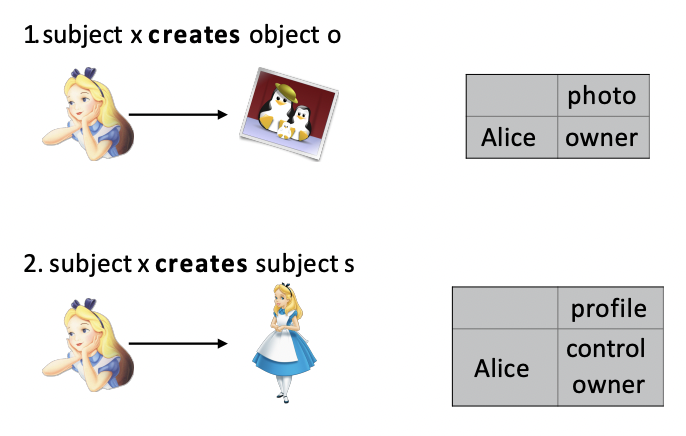 1.subject x creates object o
photo
Alice owner
2. subject x creates subject s
profile
Alice
control
owner